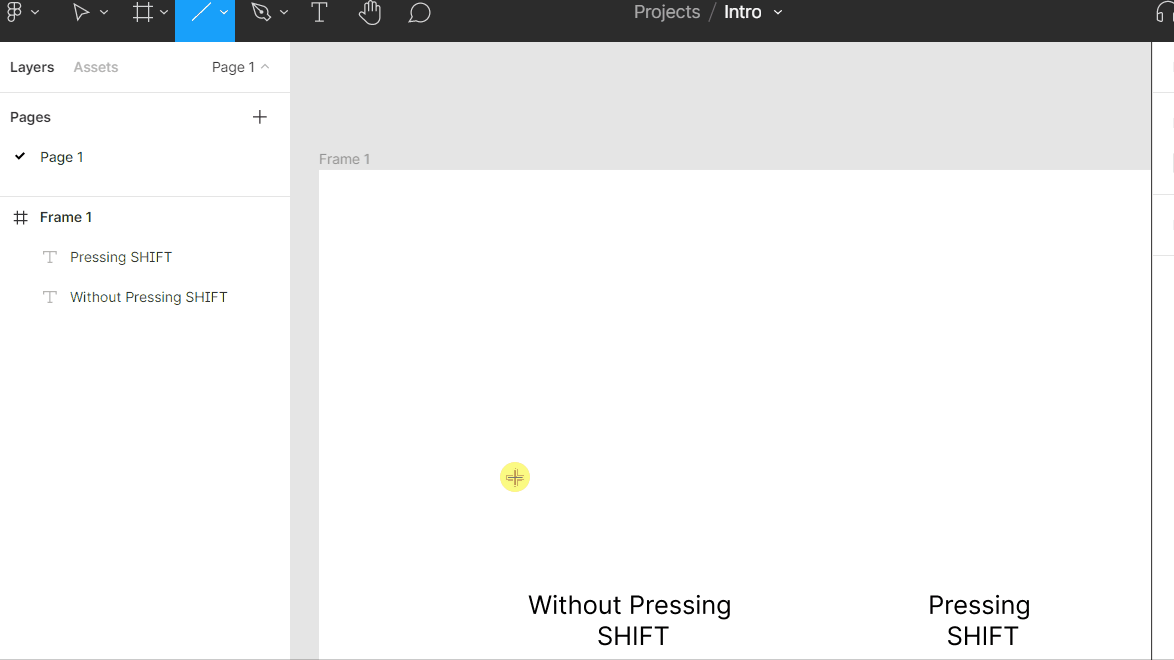 Projects / Intro
Layers Assets Page 1
Pages
Page 1
Frame 1
Frame 1
Pressing SHIFT
Without Pressing SHIFT
Without Pressing
SHIFT
Pressing
SHIFT